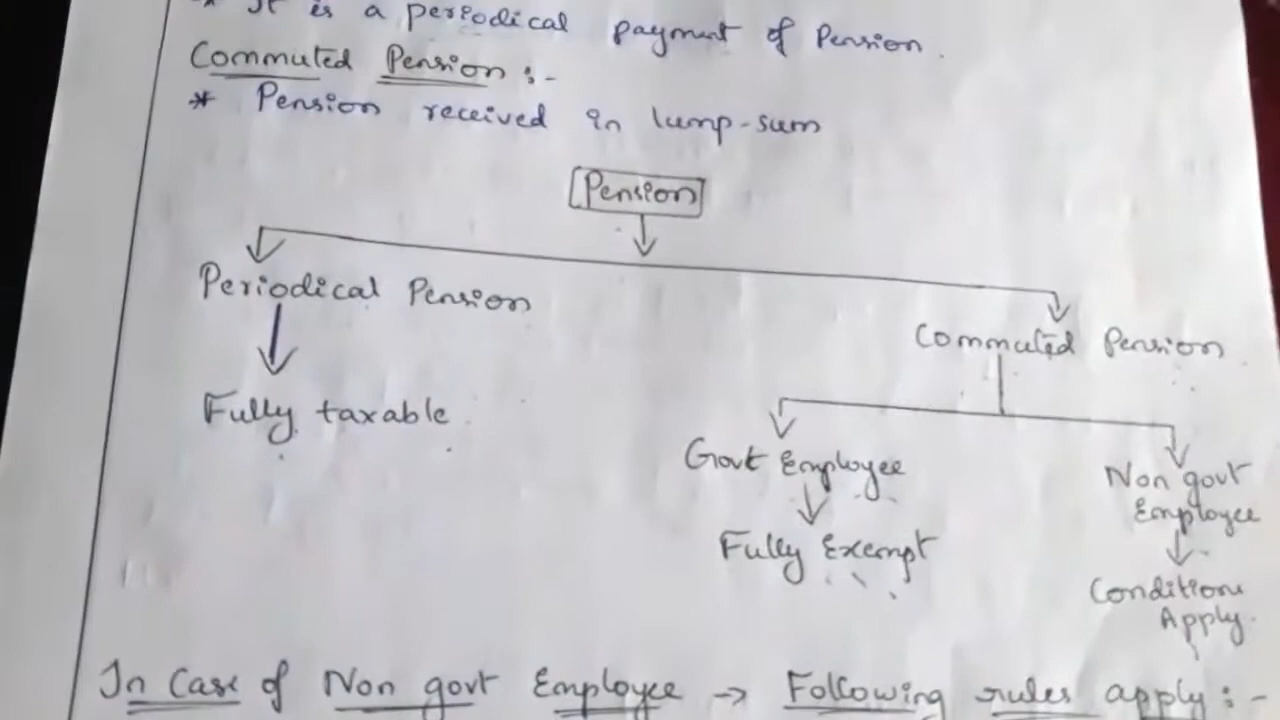 * It is a periodical payment of Pension.
Commuted Pension :-
* Pension received in lump-sum
Pension
Periodical Pension
Commuted Pension
Fully taxable
Govt Employee
Non govt
Employee
Fully Exempt
Conditions
Apply.
In Case of Non govt Employee → Following rules apply :-